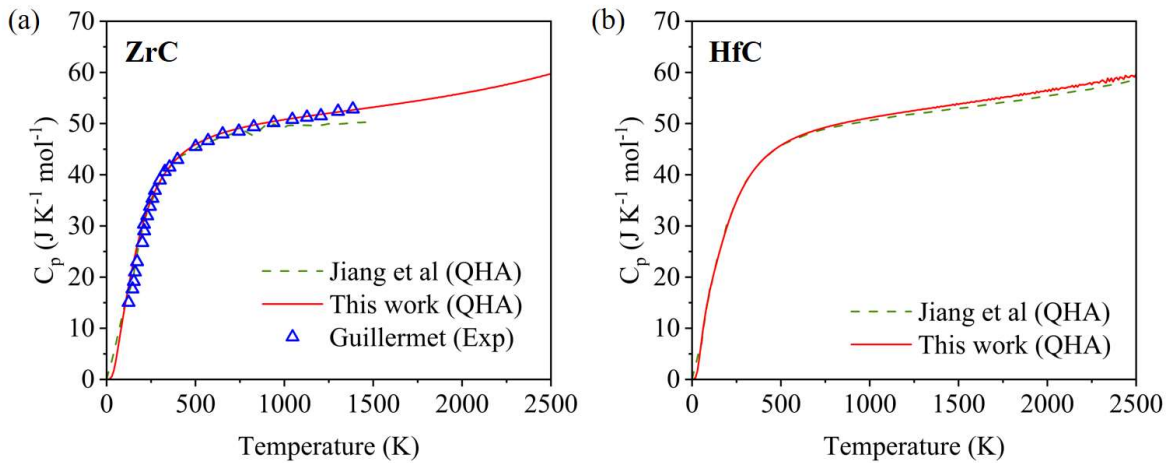 (a)
ZrC
70
60
50
40
30
20
10
0
C_p (J K⁻¹ mol⁻¹)
Jiang et al (QHA)
This work (QHA)
Guillermet (Exp)
0 500 1000 1500 2000 2500
Temperature (K)
(b)
HfC
70
60
50
40
30
20
10
0
C_p (J K⁻¹ mol⁻¹)
Jiang et al (QHA)
This work (QHA)
0 500 1000 1500 2000 2500
Temperature (K)